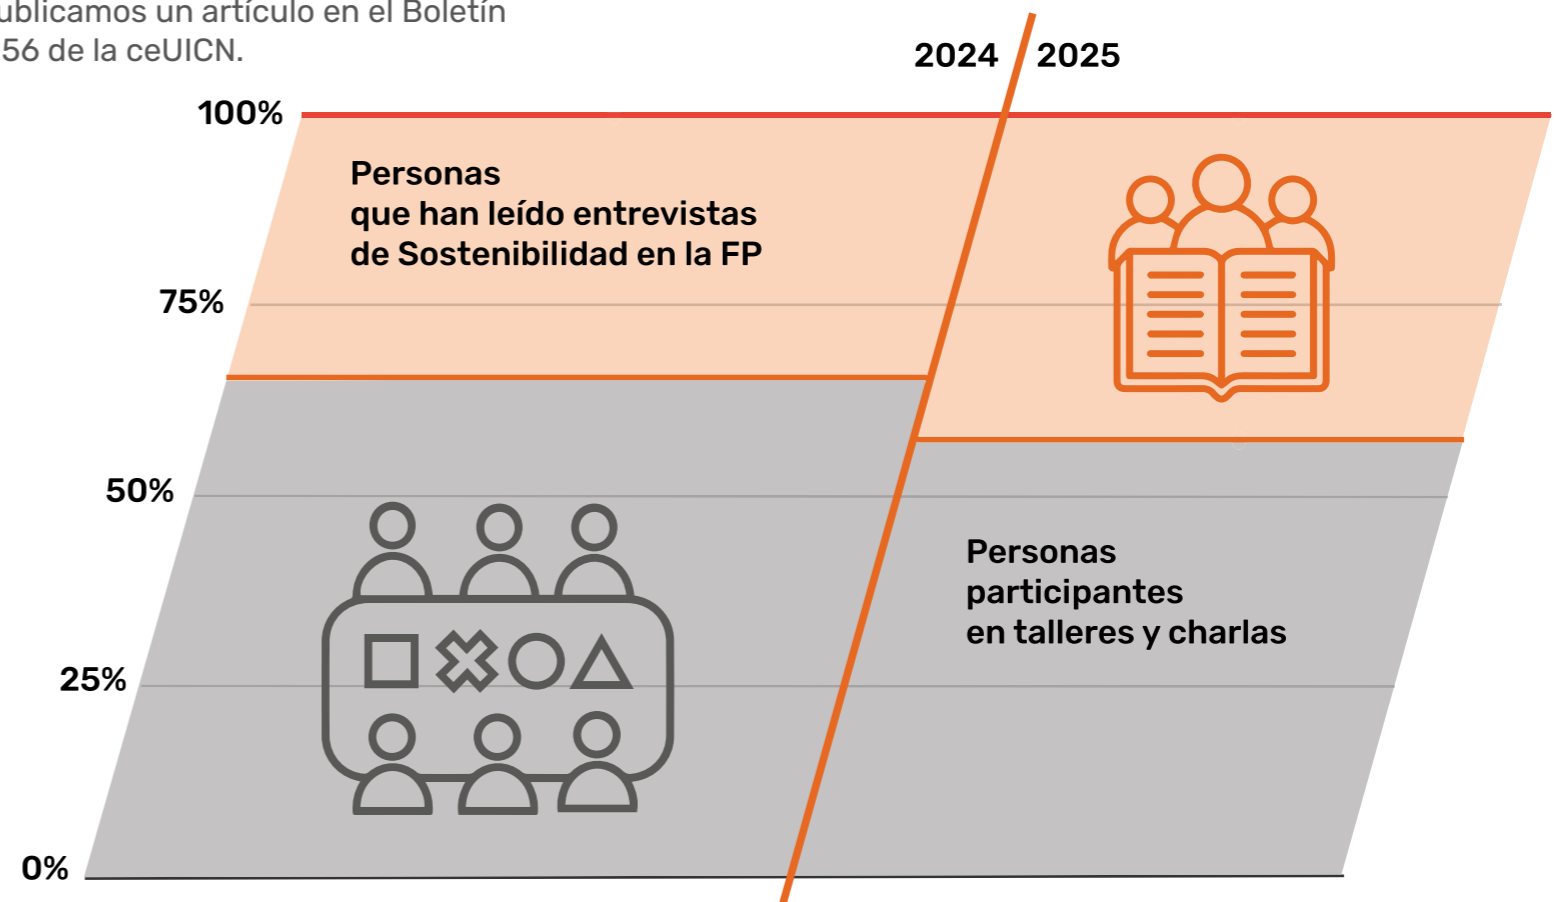 ublicamos un artículo en el Boletín
56 de la ceUICN.
2024 2025
100%
Personas
que han leído entrevistas
de Sostenibilidad en la FP
75%
50%
Personas
participantes
en talleres y charlas
25%
0%